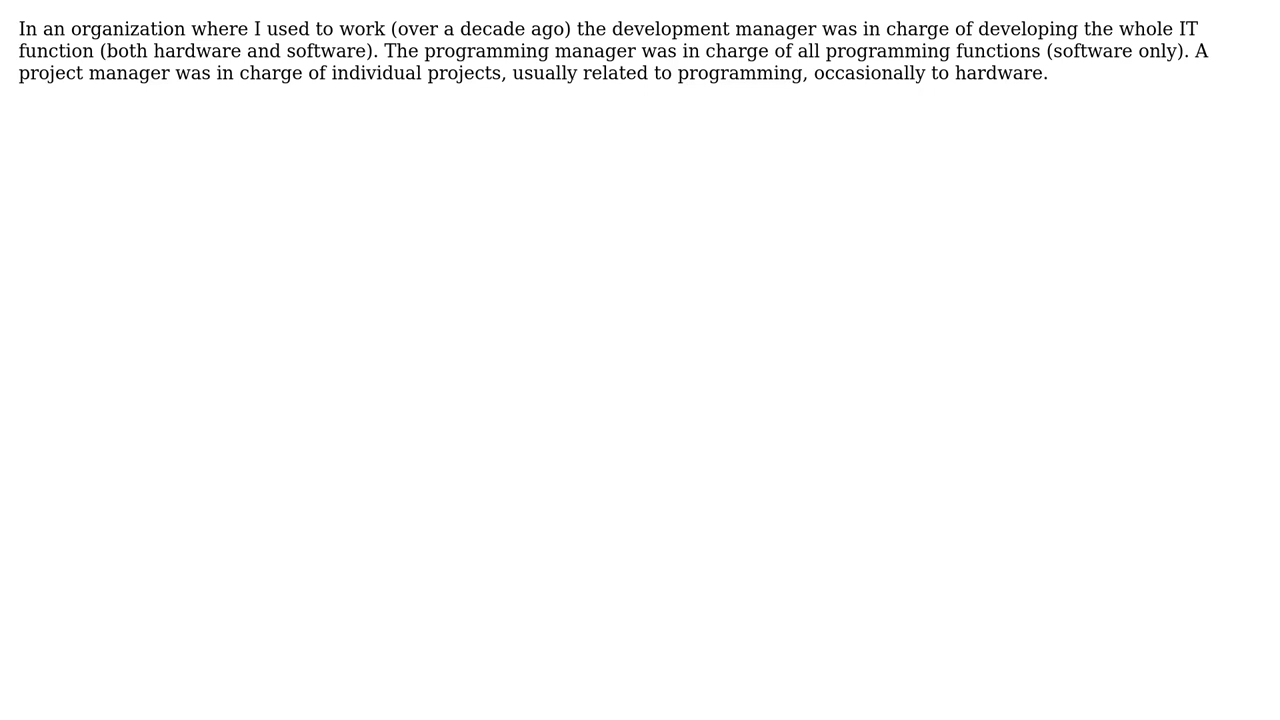 In an organization where I used to work (over a decade ago) the development manager was in charge of developing the whole IT
function (both hardware and software). The programming manager was in charge of all programming functions (software only). A
project manager was in charge of individual projects, usually related to programming, occasionally to hardware.